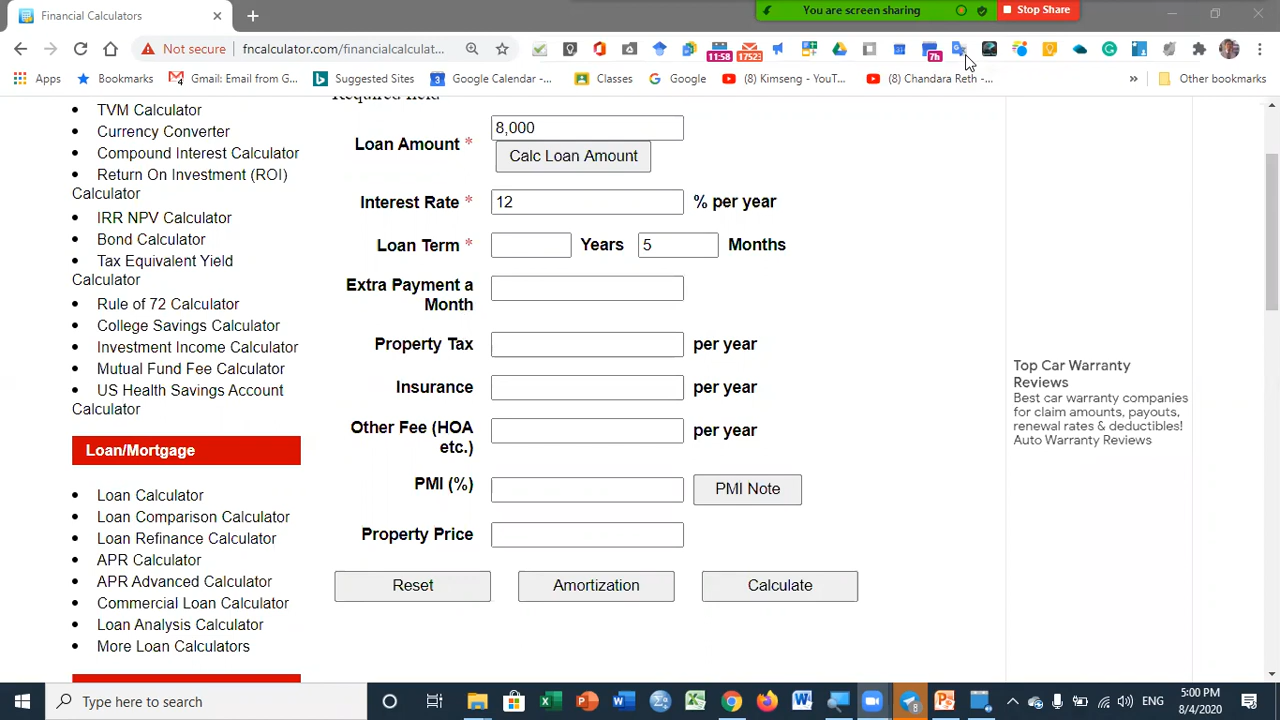 Financial Calculators
You are screen sharing
Stop Share
Not secure
fncalculator.com/financialcalculat...
11:58
17523
7h
Apps
Bookmarks
Gmail: Email from G...
Suggested Sites
Google Calendar -...
Classes
Google
(8) Kimseng - YouT...
(8) Chandara Reth -...
Other bookmarks
TVM Calculator
Currency Converter
Compound Interest Calculator
Return On Investment (ROI)
Calculator
IRR NPV Calculator
Bond Calculator
Tax Equivalent Yield
Calculator
Rule of 72 Calculator
College Savings Calculator
Investment Income Calculator
Mutual Fund Fee Calculator
US Health Savings Account
Calculator
Loan/Mortgage
Loan Calculator
Loan Comparison Calculator
Loan Refinance Calculator
APR Calculator
APR Advanced Calculator
Commercial Loan Calculator
Loan Analysis Calculator
More Loan Calculators
Required field
Loan Amount *
8,000
Calc Loan Amount
Interest Rate *
12
% per year
Loan Term *
Years
5
Months
Extra Payment a
Month
Property Tax
per year
Insurance
per year
Other Fee (HOA
etc.)
per year
PMI (%)
PMI Note
Property Price
Reset
Amortization
Calculate
Top Car Warranty
Reviews
Best car warranty companies
for claim amounts, payouts,
renewal rates & deductibles!
Auto Warranty Reviews
Type here to search
8
ENG
5:00 PM
8/4/2020